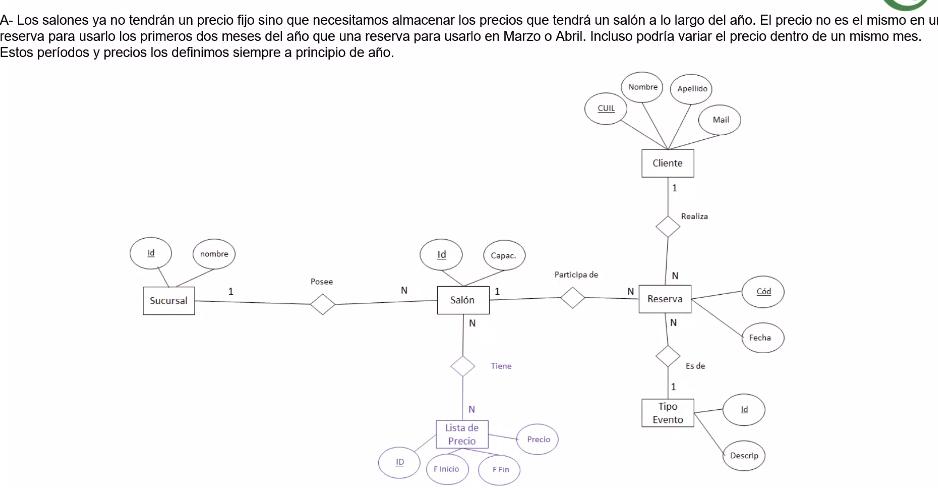 A- Los salones ya no tendrán un precio fijo sino que necesitamos almacenar los precios que tendrá un salón a lo largo del año. El precio no es el mismo en
reserva para usarlo los primeros dos meses del año que una reserva para usarlo en Marzo o Abril. Incluso podría variar el precio dentro de un mismo mes.
Estos períodos y precios los definimos siempre a principio de año.
Nombre
Apellido
CUIL
Mail
Cliente
1
Realiza
Id
nombre
Id
Capac.
Participa de
N
Posee
Sucursal
1
N
Salón
1
N
Reserva
Cód
N
N
Fecha
Tiene
Es de
1
N
Tipo
Evento
Id
Lista de
Precio
Precio
ID
F Inicio
F Fin
Descrip